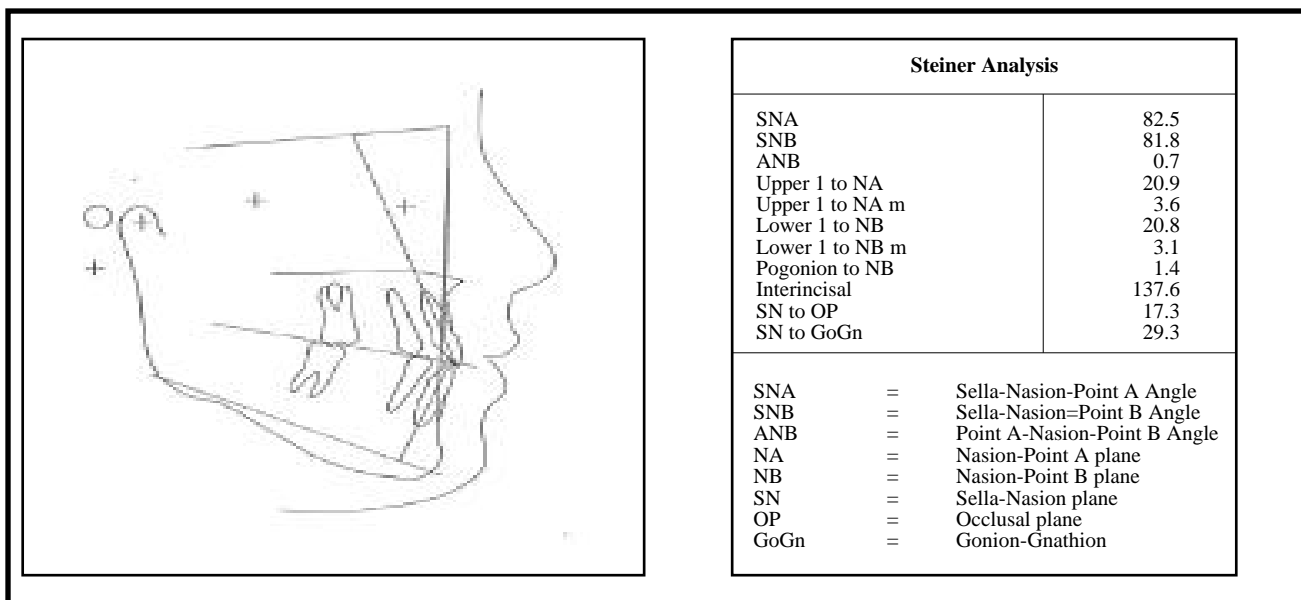 Steiner Analysis
SNA 82.5
SNB 81.8
ANB 0.7
Upper 1 to NA 20.9
Upper 1 to NA m 3.6
Lower 1 to NB 20.8
Lower 1 to NB m 3.1
Pogonion to NB 1.4
Interincisal 137.6
SN to OP 17.3
SN to GoGn 29.3
SNA = Sella-Nasion-Point A Angle
SNB = Sella-Nasion=Point B Angle
ANB = Point A-Nasion-Point B Angle
NA = Nasion-Point A plane
NB = Nasion-Point B plane
SN = Sella-Nasion plane
OP = Occlusal plane
GoGn = Gonion-Gnathion